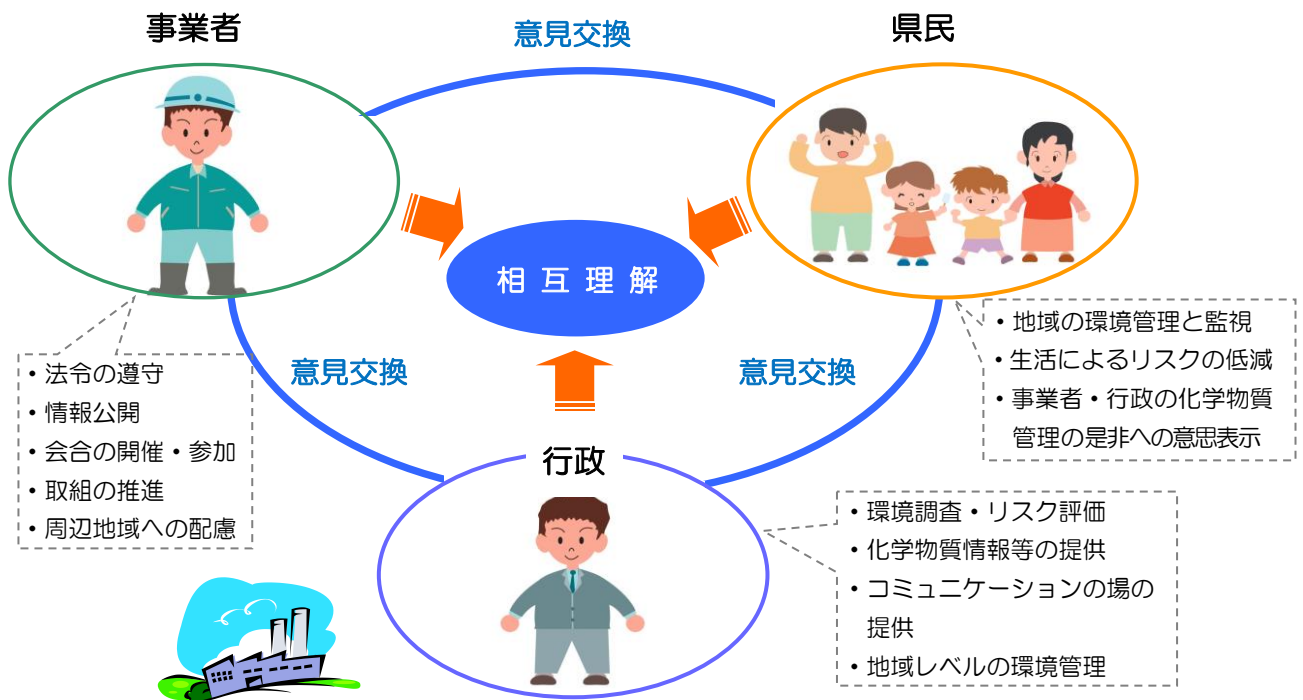 事業者
意見交換
県民
相互理解
・法令の遵守
・情報公開
・会合の開催・参加
・取組の推進
・周辺地域への配慮
意見交換
意見交換
・地域の環境管理と監視
・生活によるリスクの低減
・事業者・行政の化学物質
管理の是非への意思表示
行政
・環境調査・リスク評価
・化学物質情報等の提供
・コミュニケーションの場の
提供
・地域レベルの環境管理